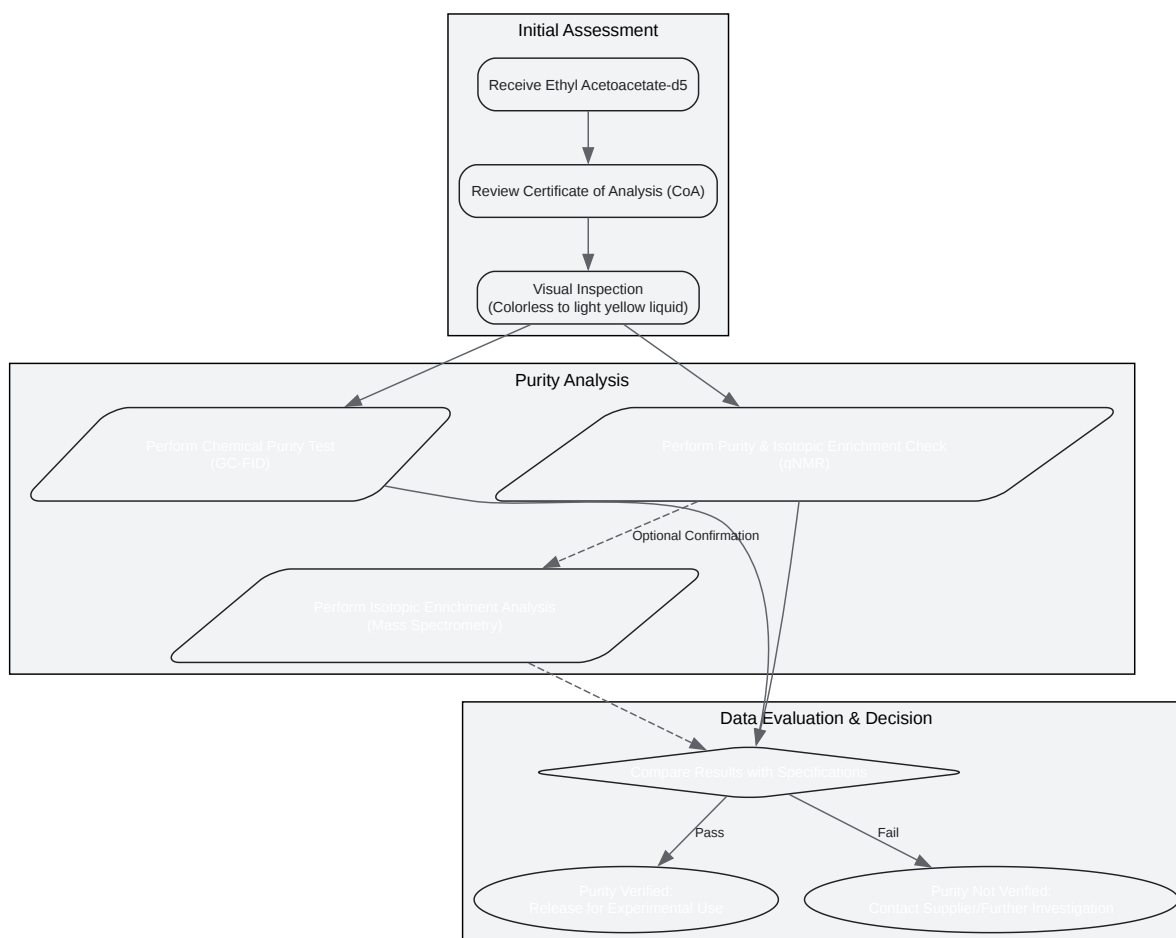 Initial Assessment
Receive Ethyl Acetoacetate-d5
Review Certificate of Analysis (CoA)
Visual Inspection
(Colorless to light yellow liquid)
Purity Analysis
Perform Chemical Purity Test
(GC-FID)
Perform Purity & Isotopic Enrichment Check
(qNMR)
Optional Confirmation
Perform Isotopic Enrichment Analysis
(Mass Spectrometry)
Data Evaluation & Decision
Compare Results with Specifications
Pass
Fail
Purity Verified:
Release for Experimental Use
Purity Not Verified:
Contact Supplier/Further Investigation